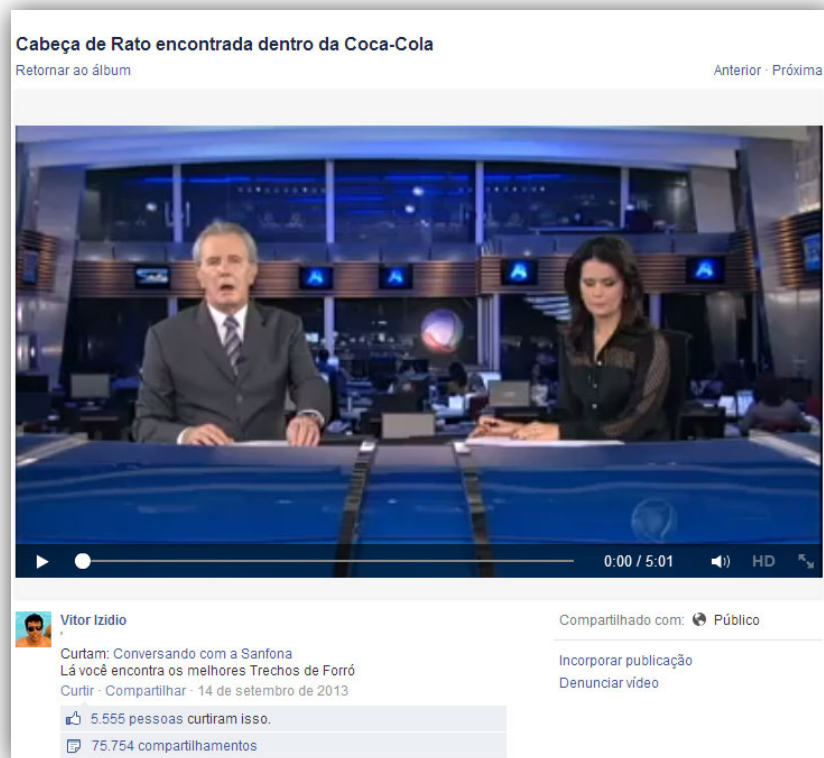 Cabeça de Rato encontrada dentro da Coca-Cola
Retornar ao álbum
Anterior · Próxima
0:00 / 5:01
HD
Vitor Izidio
'
Curtam: Conversando com a Sanfona
Lá você encontra os melhores Trechos de Forró
Curtir · Compartilhar · 14 de setembro de 2013
5.555 pessoas curtiram isso.
75.754 compartilhamentos
Compartilhado com: Público
Incorporar publicação
Denunciar vídeo